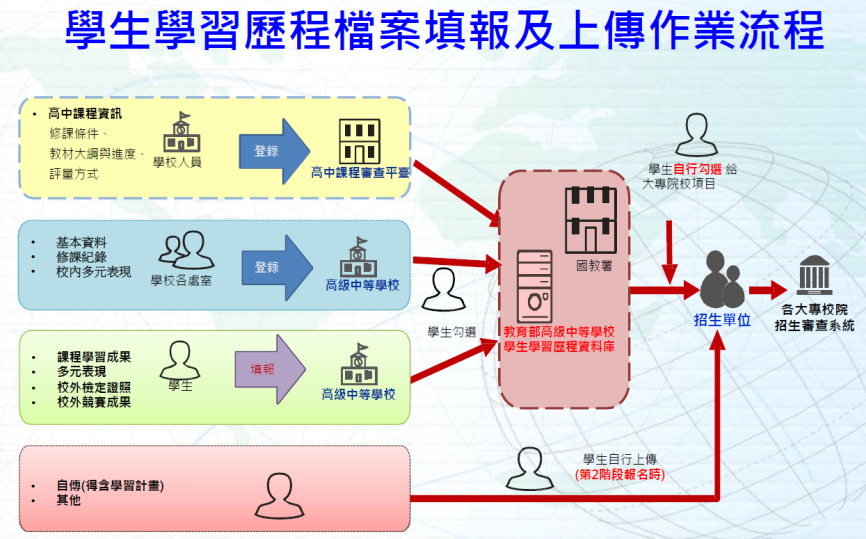 學生學習歷程檔案填報及上傳作業流程
• 高中課程資訊
修課條件、
教材大綱與進度、
評量方式
學校人員
登錄
高中課程審查平臺
• 基本資料
• 修課紀錄
• 校內多元表現
學校各處室
登錄
高級中等學校
學生勾選
• 課程學習成果
• 多元表現
• 校外檢定證照
• 校外競賽成果
學生
填報
高級中等學校
國教署
教育部高級中等學校
學生學習歷程資料庫
學生自行勾選 給
大專院校項目
招生單位
各大專校院
招生審查系統
• 自傳(得含學習計畫)
• 其他
學生自行上傳
(第2階段報名時)